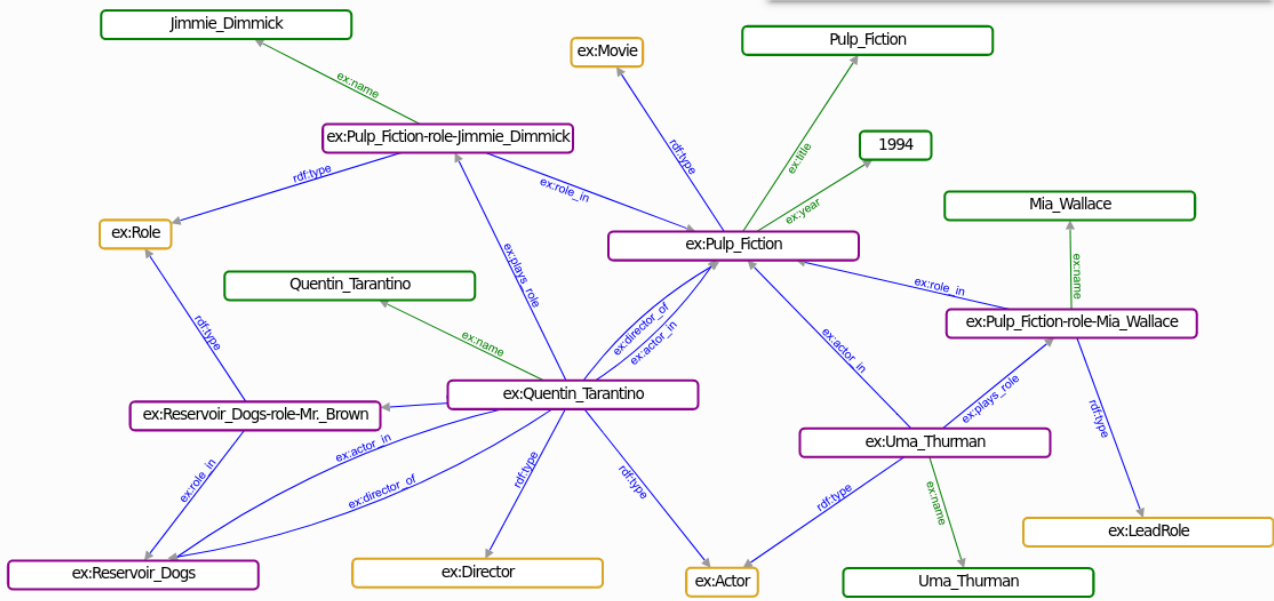 Jimmie_Dimmick
Pulp_Fiction
ex:Movie
ex:name
ex:Pulp_Fiction-role-Jimmie_Dimmick
1994
rdf:type
ex:title
rdf:type
ex:role_in
ex:year
Mia_Wallace
ex:Role
ex:Pulp_Fiction
ex:plays_role
ex:name
Quentin_Tarantino
ex:role_in
ex:director_of
ex:Pulp_Fiction-role-Mia_Wallace
rdf:type
ex:name
ex:actor_in
ex:actor_in
ex:Quentin_Tarantino
ex:plays_role
ex:Reservoir_Dogs-role-Mr._Brown
rdf:type
ex:Uma_Thurman
ex:actor_in
ex:role_in
ex:director_of
rdf:type
rdf:type
rdf:type
ex:name
ex:LeadRole
ex:Reservoir_Dogs
ex:Director
ex:Actor
Uma_Thurman